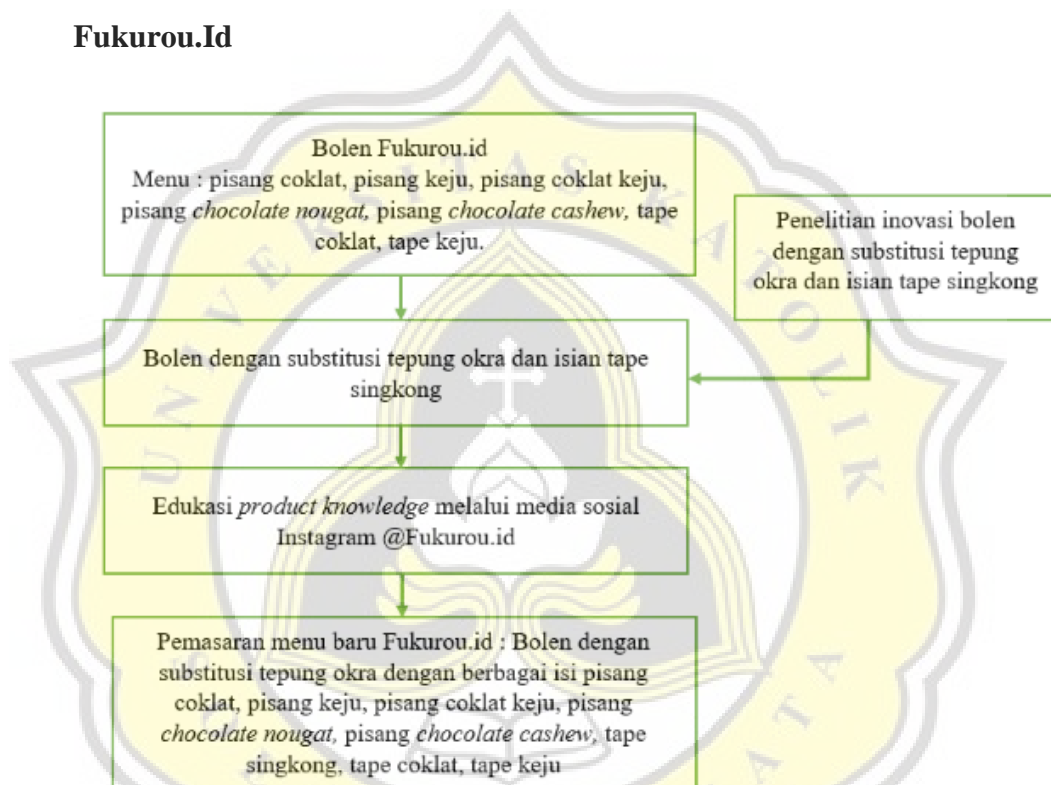 Fukurou.Id
Bolen Fukurou.id
Menu : pisang coklat, pisang keju, pisang coklat keju,
pisang chocolate nougat, pisang chocolate cashew, tape
coklat, tape keju.
Penelitian inovasi bolen
dengan substitusi tepung
okra dan isian tape singkong
Bolen dengan substitusi tepung okra dan isian tape
singkong
Edukasi product knowledge melalui media sosial
Instagram @Fukurou.id
Pemasaran menu baru Fukurou.id : Bolen dengan
substitusi tepung okra dengan berbagai isi pisang
coklat, pisang keju, pisang coklat keju, pisang
chocolate nougat, pisang chocolate cashew, tape
singkong, tape coklat, tape keju